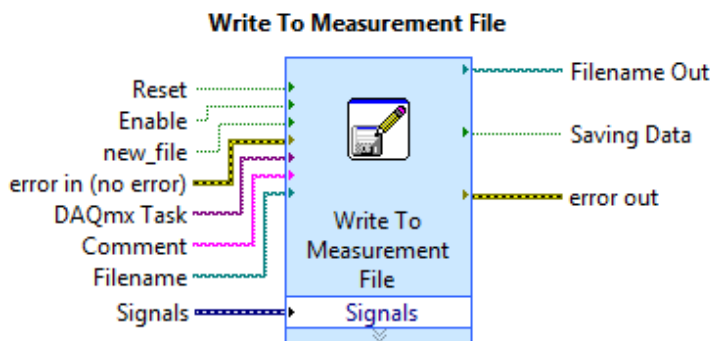 Write To Measurement File
Reset
Enable
new_file
error in (no error)
DAQmx Task
Comment
Filename
Signals
Write To
Measurement
File
Signals
Filename Out
Saving Data
error out